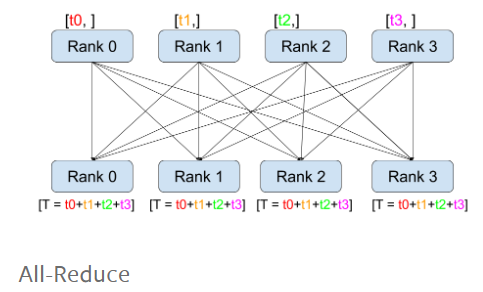 [t0, ] [t1,] [t2,] [t3, ]
Rank 0 Rank 1 Rank 2 Rank 3
Rank 0 Rank 1 Rank 2 Rank 3
[T = t0+t1+t2+t3] [T = t0+t1+t2+t3] [T = t0+t1+t2+t3] [T = t0+t1+t2+t3]
All-Reduce